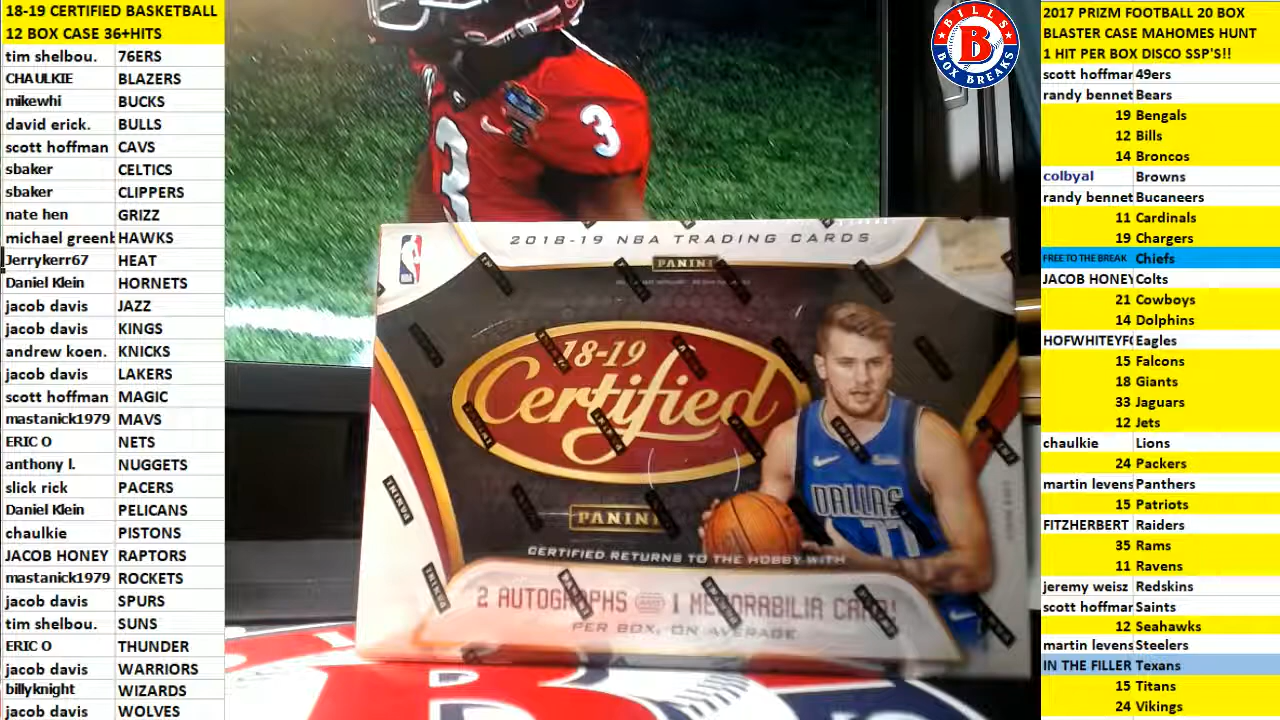 18-19 CERTIFIED BASKETBALL
12 BOX CASE 36+HITS
tim shelbou. 76ERS
CHAULKIE BLAZERS
mikewhi BUCKS
david erick. BULLS
scott hoffman CAVS
sbaker CELTICS
sbaker CLIPPERS
nate hen GRIZZ
michael greenb HAWKS
Jerrykerr67 HEAT
Daniel Klein HORNETS
jacob davis JAZZ
jacob davis KINGS
andrew koen. KNICKS
jacob davis LAKERS
scott hoffman MAGIC
mastanick1979 MAVS
ERIC O NETS
anthony l. NUGGETS
slick rick PACERS
Daniel Klein PELICANS
chaulkie PISTONS
JACOB HONEY RAPTORS
mastanick1979 ROCKETS
jacob davis SPURS
tim shelbou. SUNS
ERIC O THUNDER
jacob davis WARRIORS
billyknight WIZARDS
jacob davis WOLVES
3
3
BILLS
B
BOX BREAKS
2018-19 NBA TRADING CARDS
NBA
PANINI
18-19
Certified
PANINI
DALLAS
77
CERTIFIED RETURNS TO THE HOBBY WITH
2 AUTOGRAPHS AND 1 MEMORABILIA CARD!
PER BOX, ON AVERAGE
2017 PRIZM FOOTBALL 20 BOX
BLASTER CASE MAHOMES HUNT
1 HIT PER BOX DISCO SSP'S!!
scott hoffmar 49ers
randy bennet Bears
19 Bengals
12 Bills
14 Broncos
colbyal Browns
randy bennet Bucaneers
11 Cardinals
19 Chargers
FREE TO THE BREAK Chiefs
JACOB HONEY Colts
21 Cowboys
14 Dolphins
HOFWHITEYF Eagles
15 Falcons
18 Giants
33 Jaguars
12 Jets
chaulkie Lions
24 Packers
martin levens Panthers
15 Patriots
FITZHERBERT Raiders
35 Rams
11 Ravens
jeremy weisz Redskins
scott hoffmar Saints
12 Seahawks
martin levens Steelers
IN THE FILLER Texans
15 Titans
24 Vikings